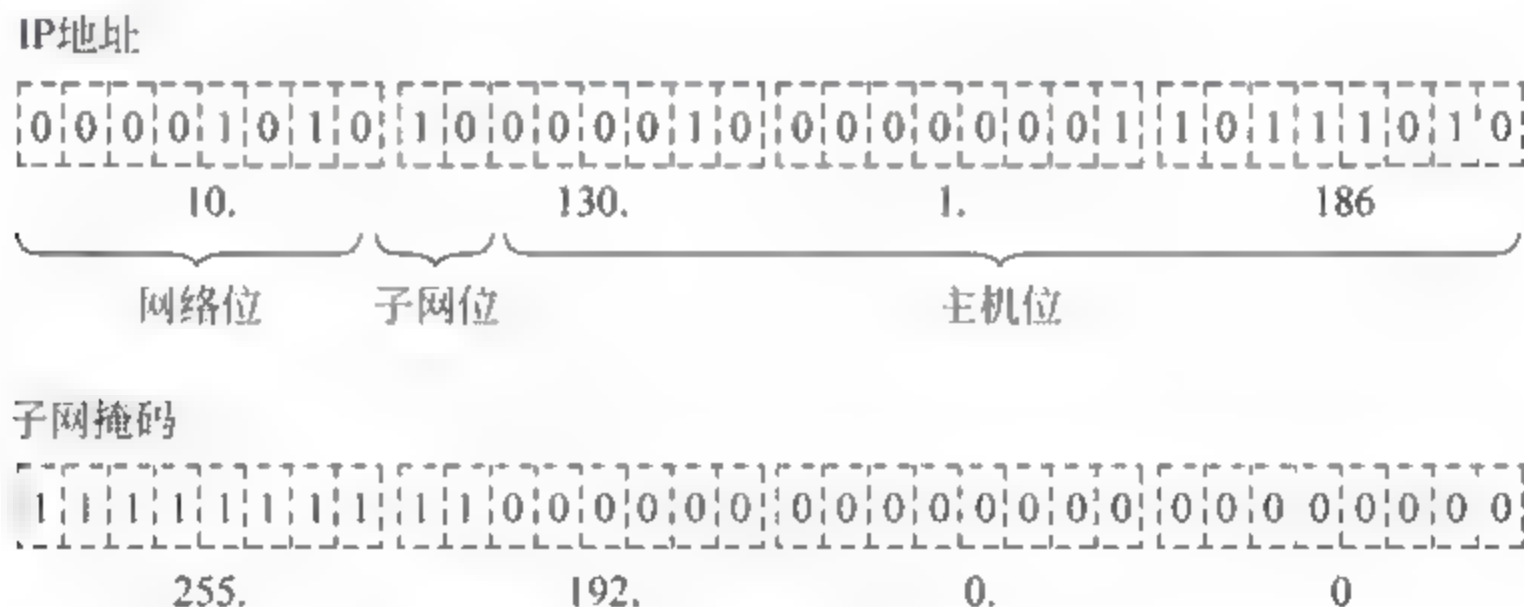 IP地址
0 0 0 0 1 0 1 0 1 0 0 0 0 0 1 0 0 0 0 0 0 0 0 1 1 0 1 1 1 0 1 0
10. 130. 1. 186
网络位 子网位 主机位
子网掩码
1 1 1 1 1 1 1 1 1 1 0 0 0 0 0 0 0 0 0 0 0 0 0 0 0 0 0 0 0 0 0 0
255. 192. 0. 0